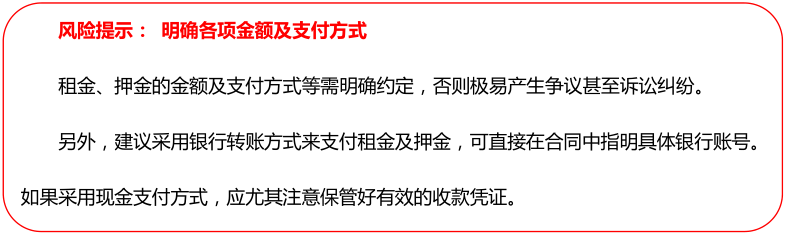 风险提示： 明确各项金额及支付方式
租金、押金的金额及支付方式等需明确约定，否则极易产生争议甚至诉讼纠纷。
另外，建议采用银行转账方式来支付租金及押金，可直接在合同中指明具体银行账号。
如果采用现金支付方式，应尤其注意保管好有效的收款凭证。